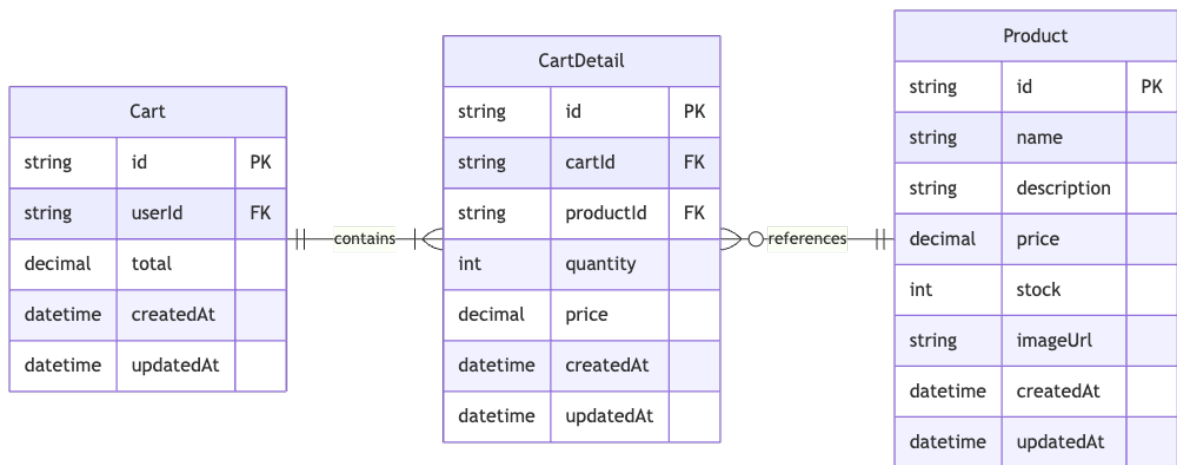 Cart
string id PK
string userId FK
decimal total
datetime createdAt
datetime updatedAt
contains
CartDetail
string id PK
string cartId FK
string productId FK
int quantity
decimal price
datetime createdAt
datetime updatedAt
references
Product
string id PK
string name
string description
decimal price
int stock
string imageUrl
datetime createdAt
datetime updatedAt